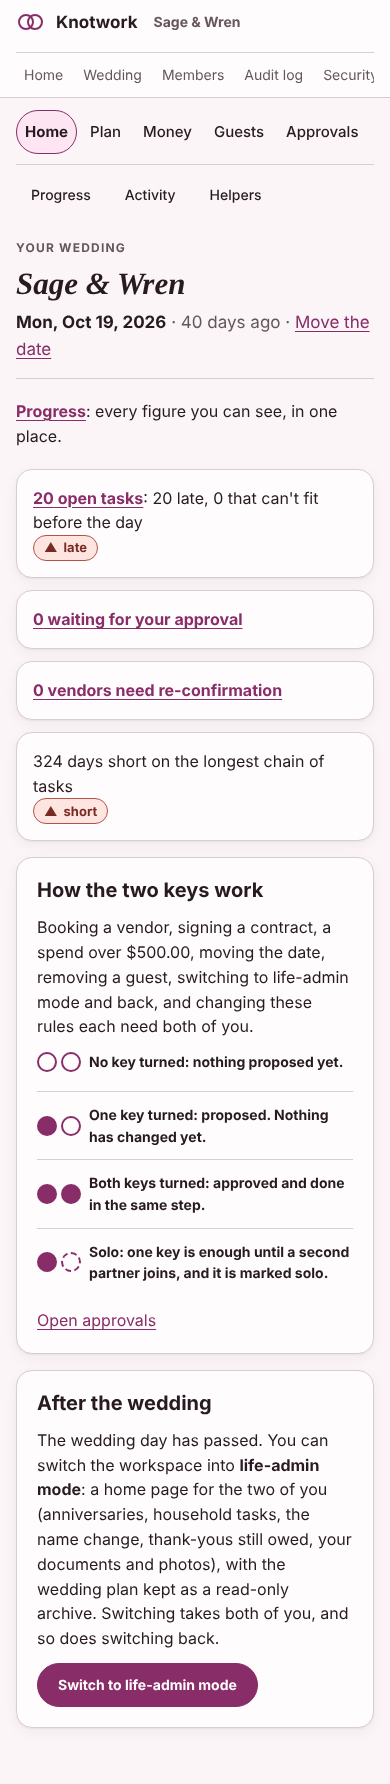 Knotwork Sage & Wren
Home Wedding Members Audit log Security
Home Plan Money Guests Approvals
Progress Activity Helpers
YOUR WEDDING
Sage & Wren
Mon, Oct 19, 2026 · 40 days ago · Move the
date
Progress: every figure you can see, in one
place.
20 open tasks: 20 late, 0 that can't fit
before the day
▲ late
0 waiting for your approval
0 vendors need re-confirmation
324 days short on the longest chain of
tasks
▲ short
How the two keys work
Booking a vendor, signing a contract, a
spend over $500.00, moving the date,
removing a guest, switching to life-admin
mode and back, and changing these
rules each need both of you.
No key turned: nothing proposed yet.
One key turned: proposed. Nothing
has changed yet.
Both keys turned: approved and done
in the same step.
Solo: one key is enough until a second
partner joins, and it is marked solo.
Open approvals
After the wedding
The wedding day has passed. You can
switch the workspace into life-admin
mode: a home page for the two of you
(anniversaries, household tasks, the
name change, thank-yous still owed, your
documents and photos), with the
wedding plan kept as a read-only
archive. Switching takes both of you, and
so does switching back.
Switch to life-admin mode